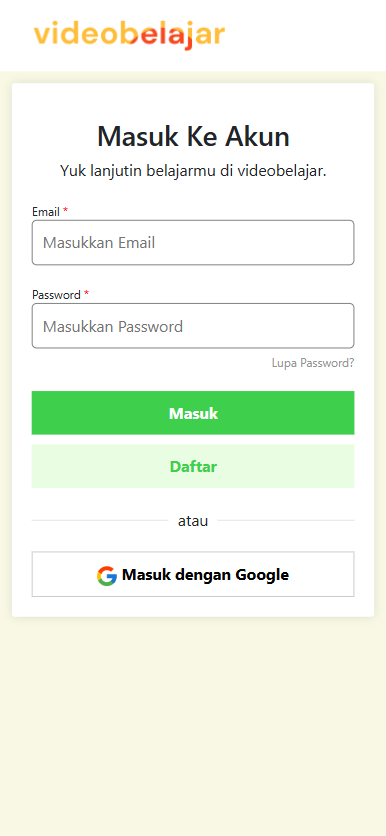 videobelajar
Masuk Ke Akun
Yuk lanjutin belajarmu di videobelajar.
Email *
Masukkan Email
Password *
Masukkan Password
Lupa Password?
Masuk
Daftar
atau
Masuk dengan Google